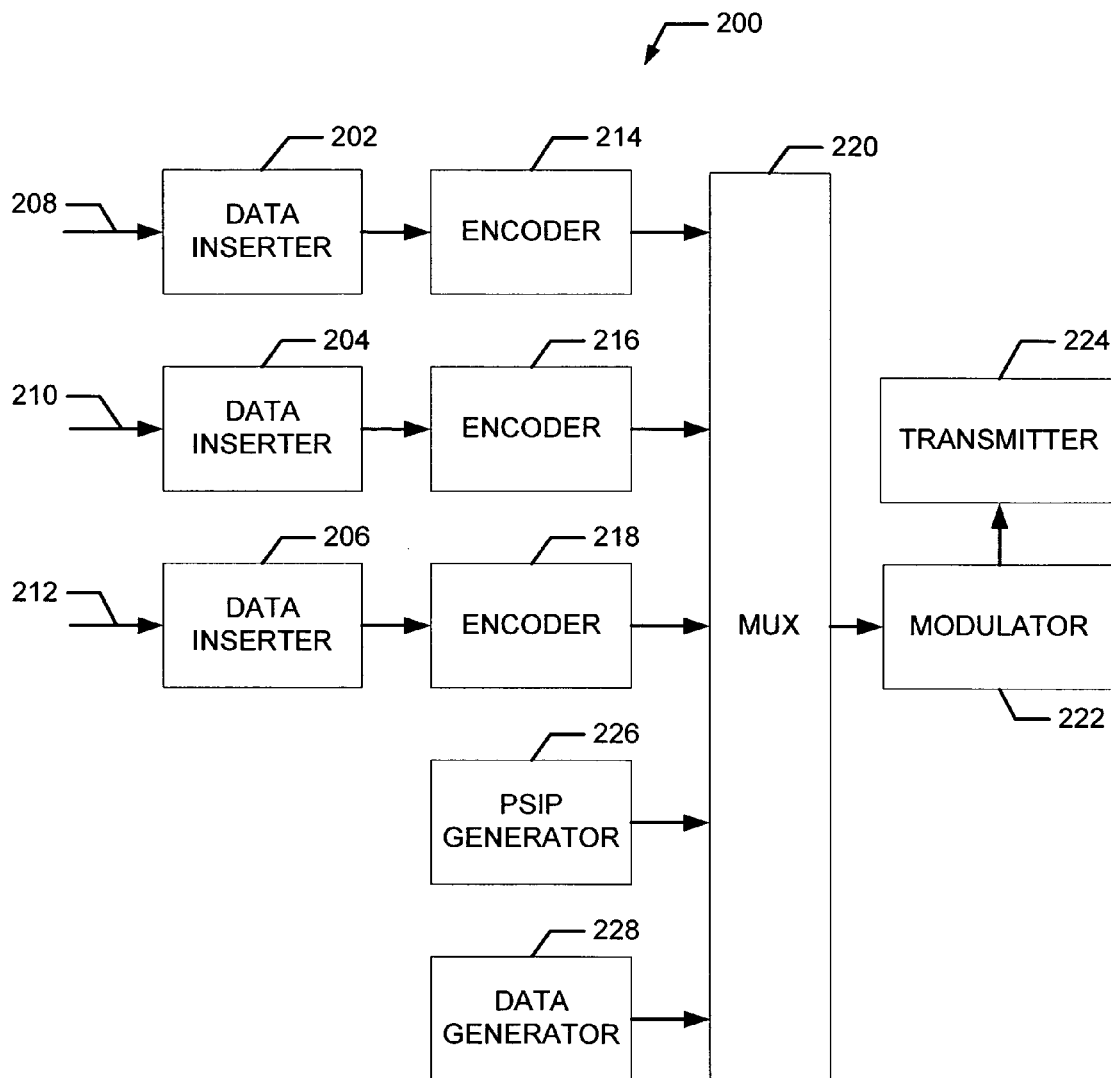 200
202
214
220
208
DATA
INSERTER
ENCODER
204
216
224
210
DATA
INSERTER
ENCODER
TRANSMITTER
206
218
212
DATA
INSERTER
ENCODER
MUX
MODULATOR
226
222
PSIP
GENERATOR
228
DATA
GENERATOR